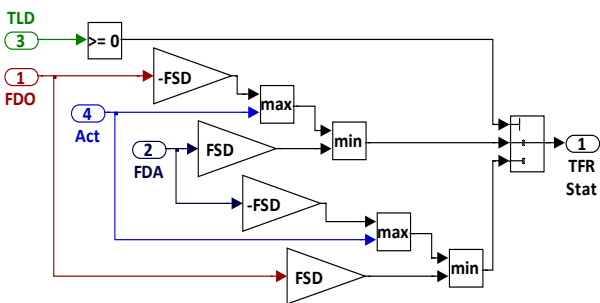 TLD
3
>= 0
1
FDO
-FSD
max
4
Act
min
2
FDA
FSD
1
TFR
Stat
-FSD
max
min
FSD